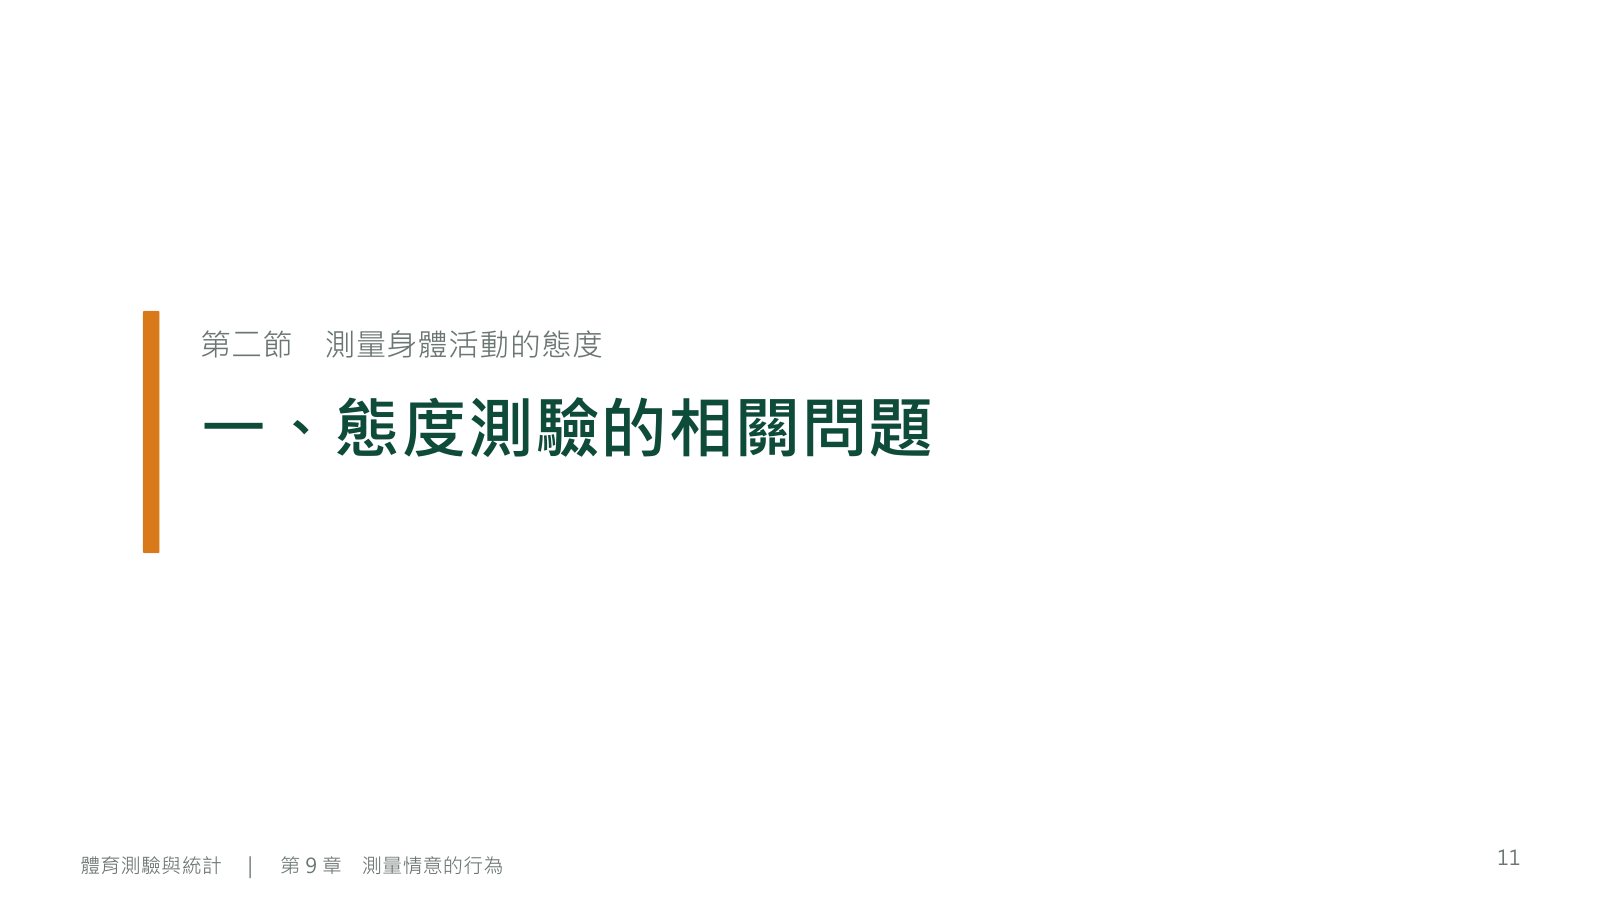 第二節　測量身體活動的態度
一、態度測驗的相關問題
體育測驗與統計　|　第 9 章　測量情意的行為
11